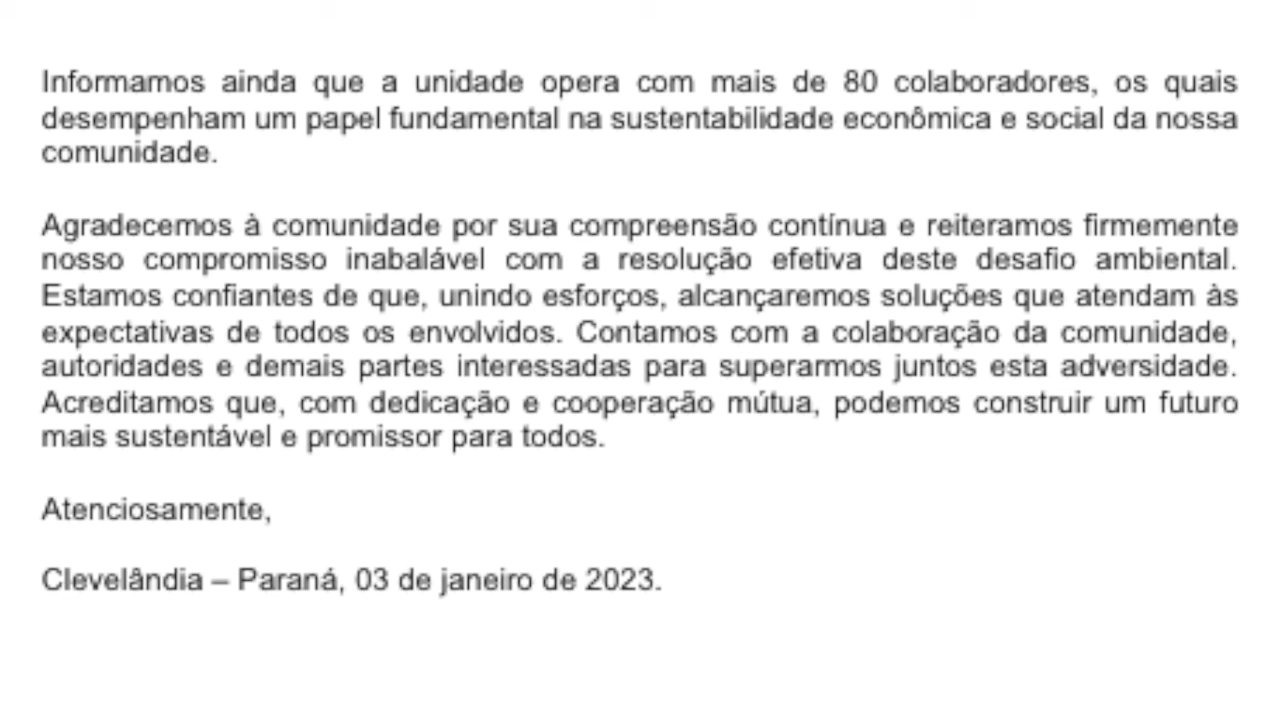 Informamos ainda que a unidade opera com mais de 80 colaboradores, os quais
desempenham um papel fundamental na sustentabilidade econômica e social da nossa
comunidade.
Agradecemos à comunidade por sua compreensão contínua e reiteramos firmemente
nosso compromisso inabalável com a resolução efetiva deste desafio ambiental.
Estamos confiantes de que, unindo esforços, alcançaremos soluções que atendam às
expectativas de todos os envolvidos. Contamos com a colaboração da comunidade,
autoridades e demais partes interessadas para superarmos juntos esta adversidade.
Acreditamos que, com dedicação e cooperação mútua, podemos construir um futuro
mais sustentável e promissor para todos.
Atenciosamente,
Clevelândia – Paraná, 03 de janeiro de 2023.